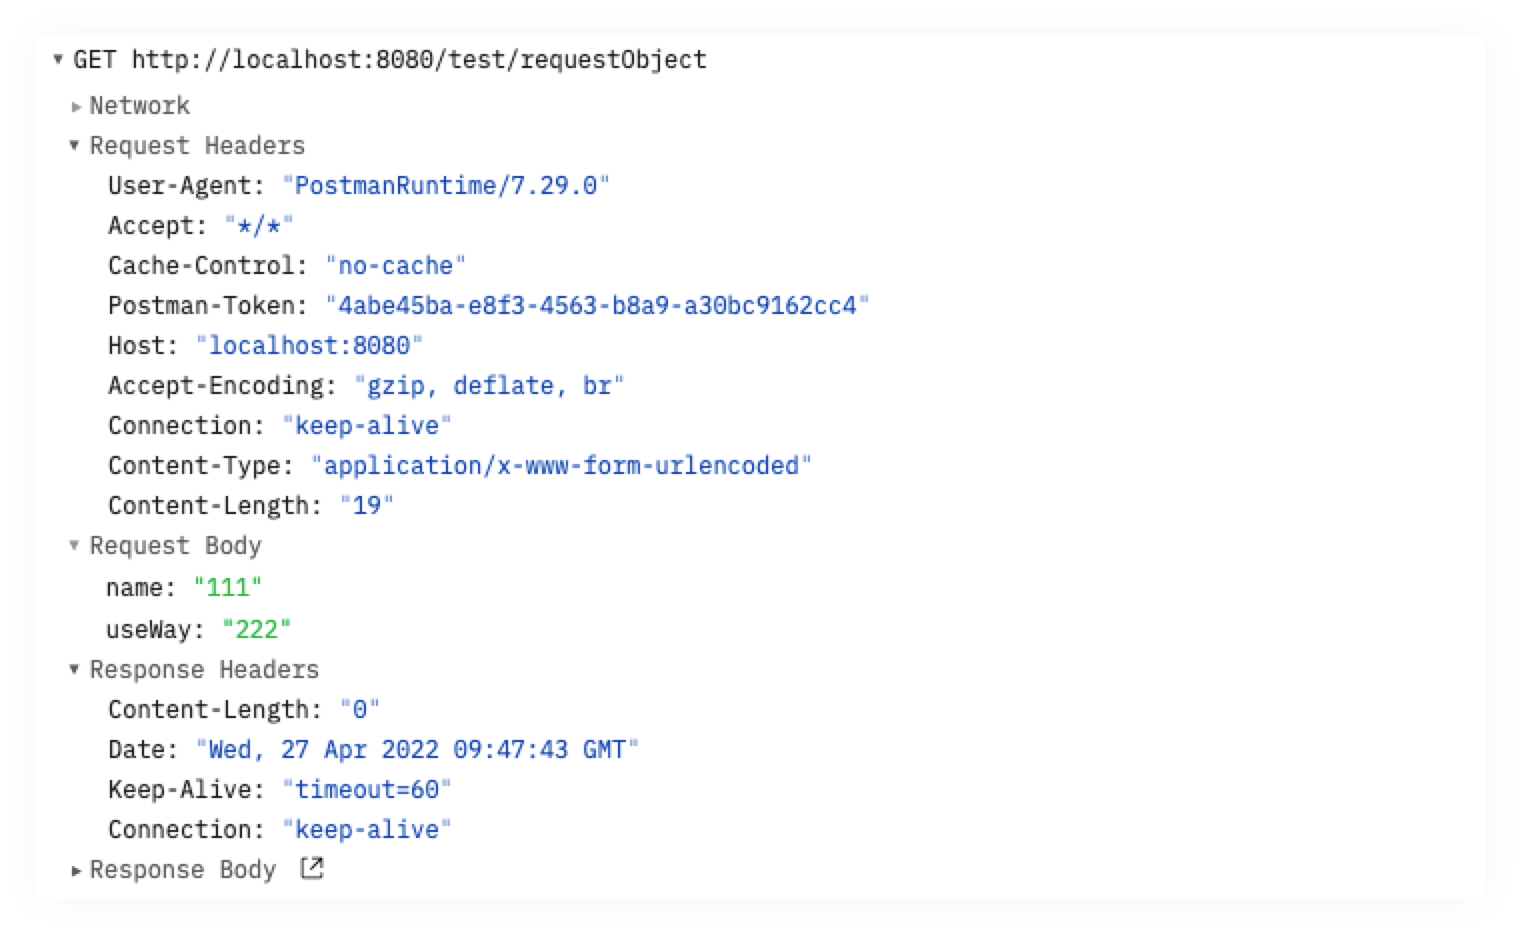 GET http://localhost:8080/test/requestObject
Network
Request Headers
User-Agent: "PostmanRuntime/7.29.0"
Accept: "*/*"
Cache-Control: "no-cache"
Postman-Token: "4abe45ba-e8f3-4563-b8a9-a30bc9162cc4"
Host: "localhost:8080"
Accept-Encoding: "gzip, deflate, br"
Connection: "keep-alive"
Content-Type: "application/x-www-form-urlencoded"
Content-Length: "19"
Request Body
name: "111"
useWay: "222"
Response Headers
Content-Length: "0"
Date: "Wed, 27 Apr 2022 09:47:43 GMT"
Keep-Alive: "timeout=60"
Connection: "keep-alive"
Response Body